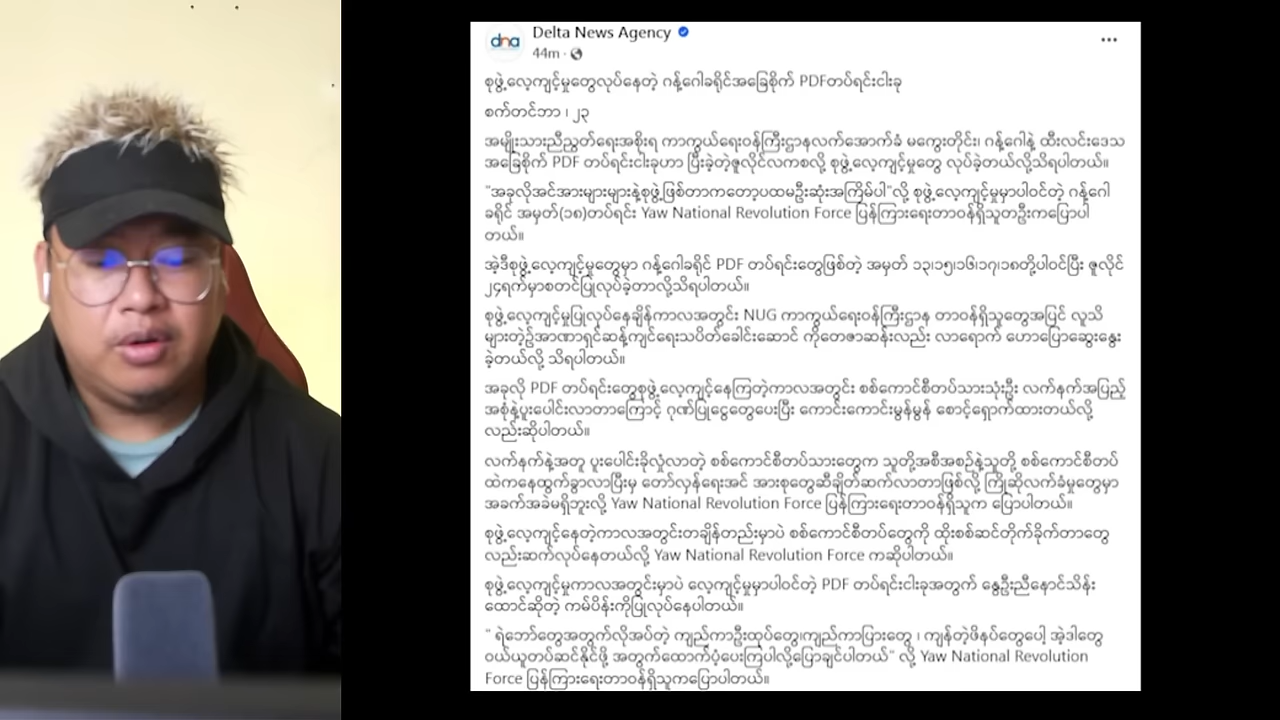 dna
Delta News Agency
44m ·
စုဖွဲ့လေ့ကျင့်မှုတွေလုပ်နေတဲ့ ဂန့်ဂေါခရိုင်အခြေစိုက် PDFတပ်ရင်းငါးခု
စက်တင်ဘာ ၊ ၂၃
အမျိုးသားညီညွတ်ရေးအစိုးရ ကာကွယ်ရေးဝန်ကြီးဌာနလက်အောက်ခံ မကွေးတိုင်း၊ ဂန့်ဂေါနဲ့ ထီးလင်းဒေသ
အခြေစိုက် PDF တပ်ရင်းငါးခုဟာ ပြီးခဲ့တဲ့ဇူလိုင်လကစလို့ စုဖွဲ့လေ့ကျင့်မှုတွေ လုပ်ခဲ့တယ်လို့သိရပါတယ်။
"အခုလိုအင်အားများများနဲ့စုဖွဲ့ဖြစ်တာကတော့ပထမဦးဆုံးအကြိမ်ပါ"လို့ စုဖွဲ့လေ့ကျင့်မှုမှာပါဝင်တဲ့ ဂန့်ဂေါ
ခရိုင် အမှတ်(၁၈)တပ်ရင်း Yaw National Revolution Force ပြန်ကြားရေးတာဝန်ရှိသူတဦးကပြောပါ
တယ်။
အဲ့ဒီစုဖွဲ့လေ့ကျင့်မှုတွေမှာ ဂန့်ဂေါခရိုင် PDF တပ်ရင်းတွေဖြစ်တဲ့ အမှတ် ၁၃၊၁၅၊၁၆၊၁၇၊၁၈တို့ပါဝင်ပြီး ဇူလိုင်
၂၄ရက်မှာစတင်ပြုလုပ်ခဲ့တာလို့သိရပါတယ်။
စုဖွဲ့လေ့ကျင့်မှုပြုလုပ်နေချိန်ကာလအတွင်း NUG ကာကွယ်ရေးဝန်ကြီးဌာန တာဝန်ရှိသူတွေအပြင် လူသိ
များတဲ့၌အာဏာရှင်ဆန့်ကျင်ရေးသပိတ်ခေါင်းဆောင် ကိုတေဇာဆန်းလည်း လာရောက် ဟောပြောဆွေးနွေး
ခဲ့တယ်လို့ သိရပါတယ်။
အခုလို PDF တပ်ရင်းတွေစုဖွဲ့လေ့ကျင့်နေကြတဲ့ကာလအတွင်း စစ်ကောင်စီတပ်သားသုံးဦး လက်နက်အပြည့်
အစုံနဲ့ပူးပေါင်းလာတာကြောင့် ဂုဏ်ပြုငွေတွေပေးပြီး ကောင်းကောင်းမွန်မွန် စောင့်ရှောက်ထားတယ်လို့
လည်းဆိုပါတယ်။
လက်နက်နဲ့အတူ ပူးပေါင်းခိုလှုံလာတဲ့ စစ်ကောင်စီတပ်သားတွေက သူတို့အစီအစဉ်နဲ့သူတို့ စစ်ကောင်စီတပ်
ထဲကနေထွက်ခွာလာပြီးမှ တော်လှန်ရေးအင် အားစုတွေဆီချိတ်ဆက်လာတာဖြစ်လို့ ကြိုဆိုလက်ခံမှုတွေမှာ
အခက်အခဲမရှိဘူးလို့ Yaw National Revolution Force ပြန်ကြားရေးတာဝန်ရှိသူက ပြောပါတယ်။
စုဖွဲ့လေ့ကျင့်နေတဲ့ကာလအတွင်းတချိန်တည်းမှာပဲ စစ်ကောင်စီတပ်တွေကို ထိုးစစ်ဆင်တိုက်ခိုက်တာတွေ
လည်းဆက်လုပ်နေတယ်လို့ Yaw National Revolution Force ကဆိုပါတယ်။
စုဖွဲ့လေ့ကျင့်မှုကာလအတွင်းမှာပဲ လေ့ကျင့်မှုမှာပါဝင်တဲ့ PDF တပ်ရင်းငါးခုအတွက် နွေဦးညီနောင်သိန်း
ထောင်ဆိုတဲ့ ကမ်ပိန်းကိုပြုလုပ်နေပါတယ်။
" ရဲဘော်တွေအတွက်လိုအပ်တဲ့ ကျည်ကာဦးထုပ်တွေ၊ကျည်ကာပြားတွေ ၊ ကျန်တဲ့ဖိနပ်တွေပေါ့ အဲ့ဒါတွေ
ဝယ်ယူတပ်ဆင်နိုင်ဖို့ အတွက်ထောက်ပံ့ပေးကြပါလို့ပြောချင်ပါတယ်" လို့ Yaw National Revolution
Force ပြန်ကြားရေးတာဝန်ရှိသူကပြောပါတယ်။